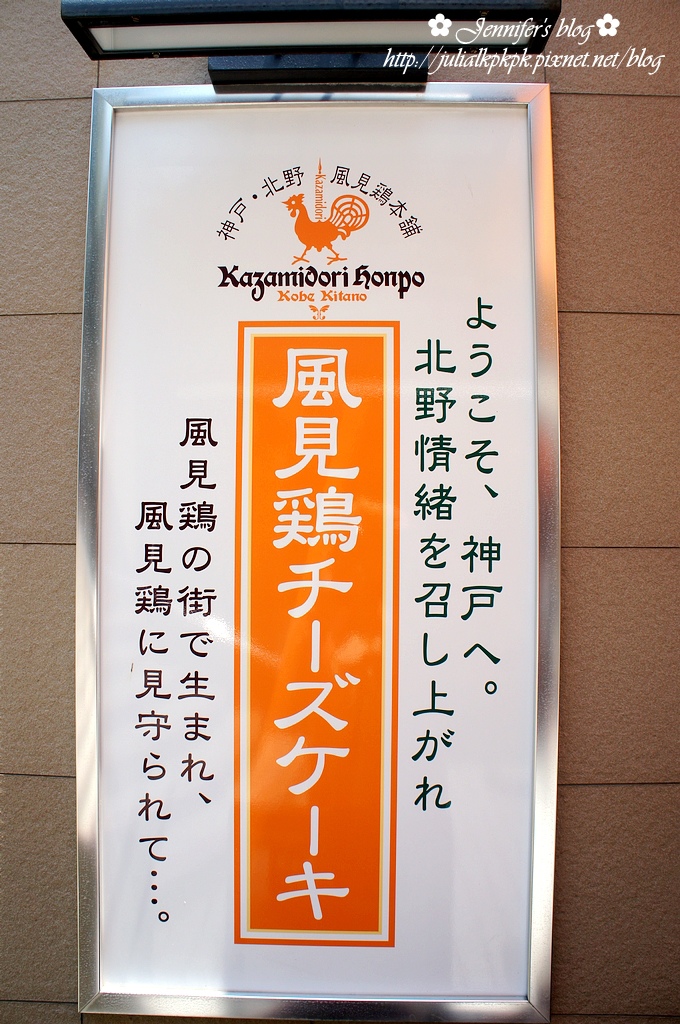 ✿ Jennifer's blog ✿
http://julialkpkpk.pixnet.net/blog
神戸・北野 風見鶏本舗
Kazamidori
Kazamidori Honpo
Kobe Kitano
ようこそ、神戸へ。
北野情緒を召し上がれ
風見鶏チーズケーキ
風見鶏の街で生まれ、
風見鶏に見守られて…。